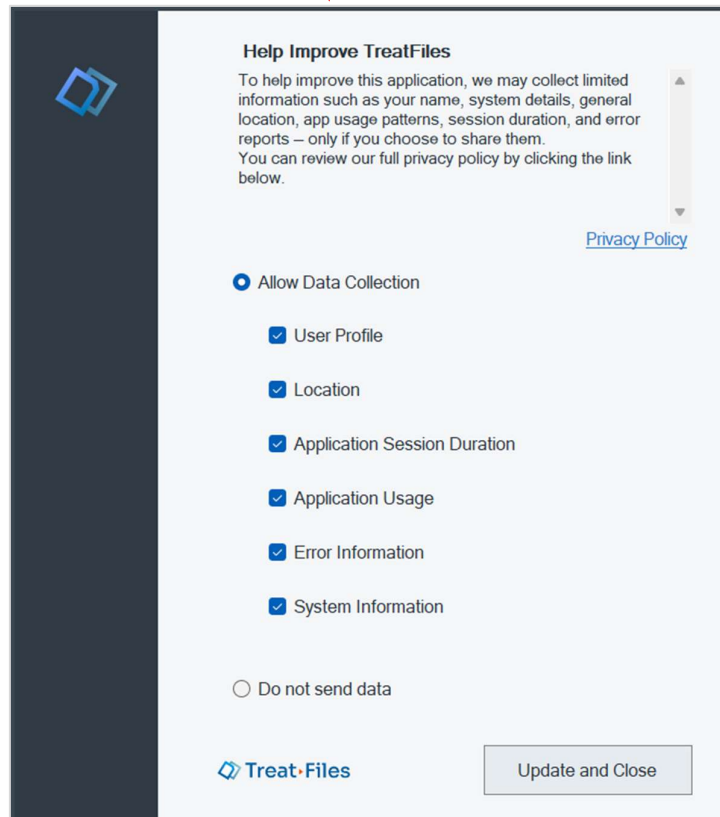 Help Improve TreatFiles
To help improve this application, we may collect limited
information such as your name, system details, general
location, app usage patterns, session duration, and error
reports – only if you choose to share them.
You can review our full privacy policy by clicking the link
below.
Privacy Policy
Allow Data Collection
User Profile
Location
Application Session Duration
Application Usage
Error Information
System Information
Do not send data
Treat·Files
Update and Close